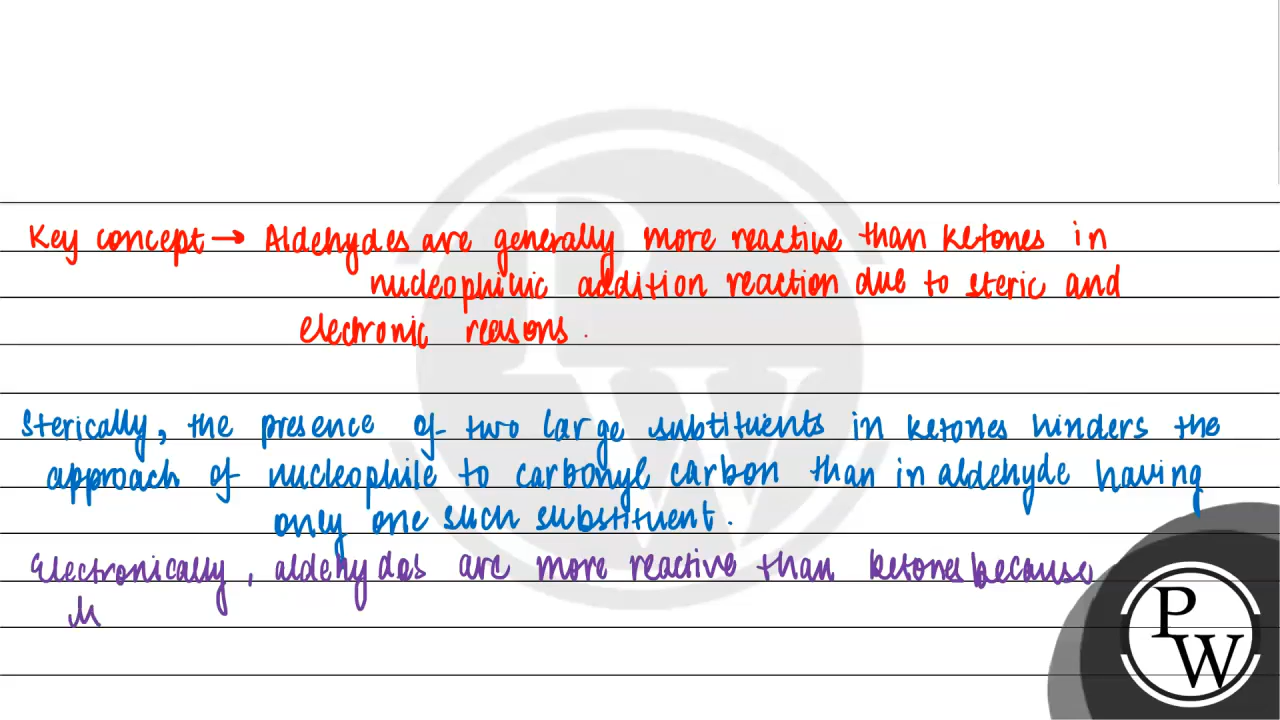 Key concept → Aldehydes are generally more reactive than ketones in
nucleophilic addition reaction due to steric and
electronic reasons.
Sterically, the presence of two large substituents in ketones hinders the
approach of nucleophile to carbonyl carbon than in aldehyde having
only one such substituent.
Electronically, aldehydes are more reactive than ketones because
PW